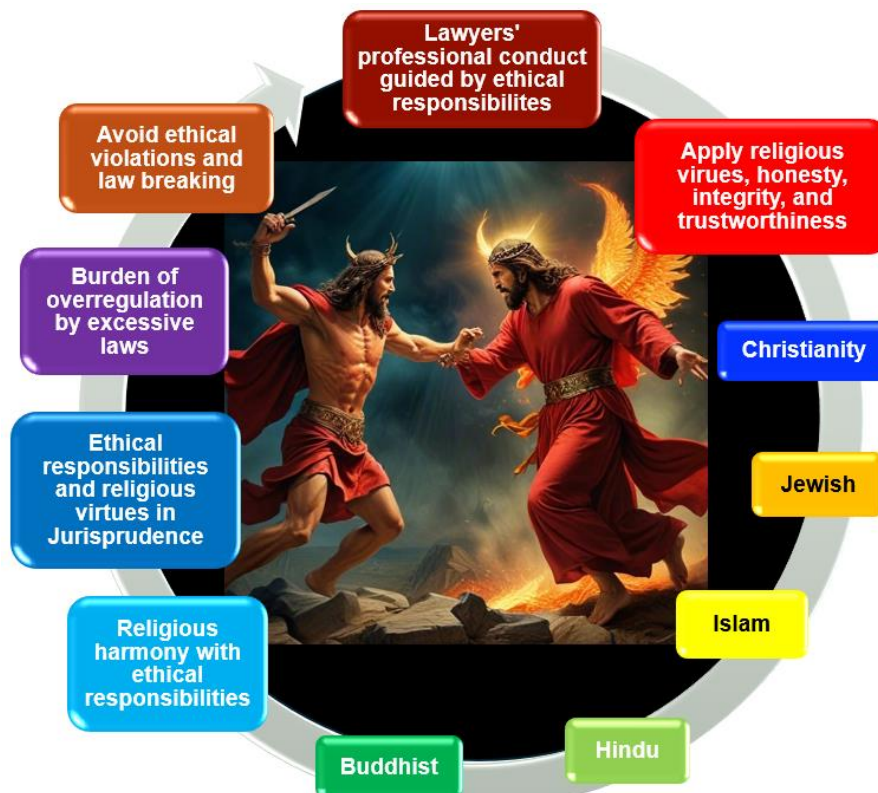 Lawyers'
professional conduct
guided by ethical
responsibilites
Apply religious
virues, honesty,
integrity, and
trustworthiness
Christianity
Jewish
Islam
Hindu
Buddhist
Religious
harmony with
ethical
responsibilities
Ethical
responsibilities
and religious
virtues in
Jurisprudence
Burden of
overregulation
by excessive
laws
Avoid ethical
violations and
law breaking